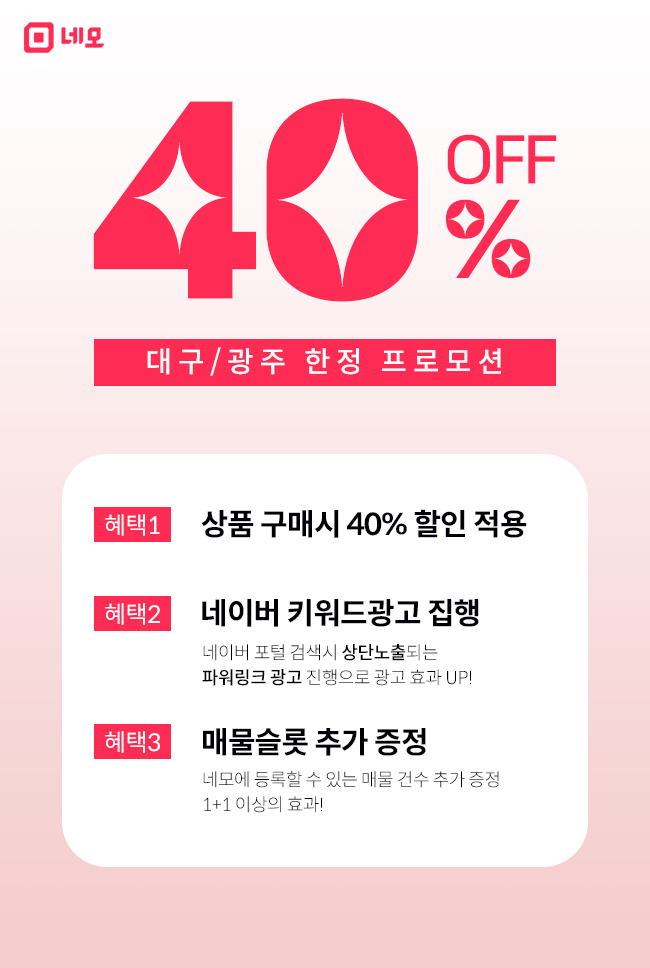 네모
40 OFF
%
대구/광주 한정 프로모션
혜택1 상품 구매시 40% 할인 적용
혜택2 네이버 키워드광고 집행
네이버 포털 검색시 상단노출되는
파워링크 광고 진행으로 광고 효과 UP!
혜택3 매물슬롯 추가 증정
네모에 등록할 수 있는 매물 건수 추가 증정
1+1 이상의 효과!